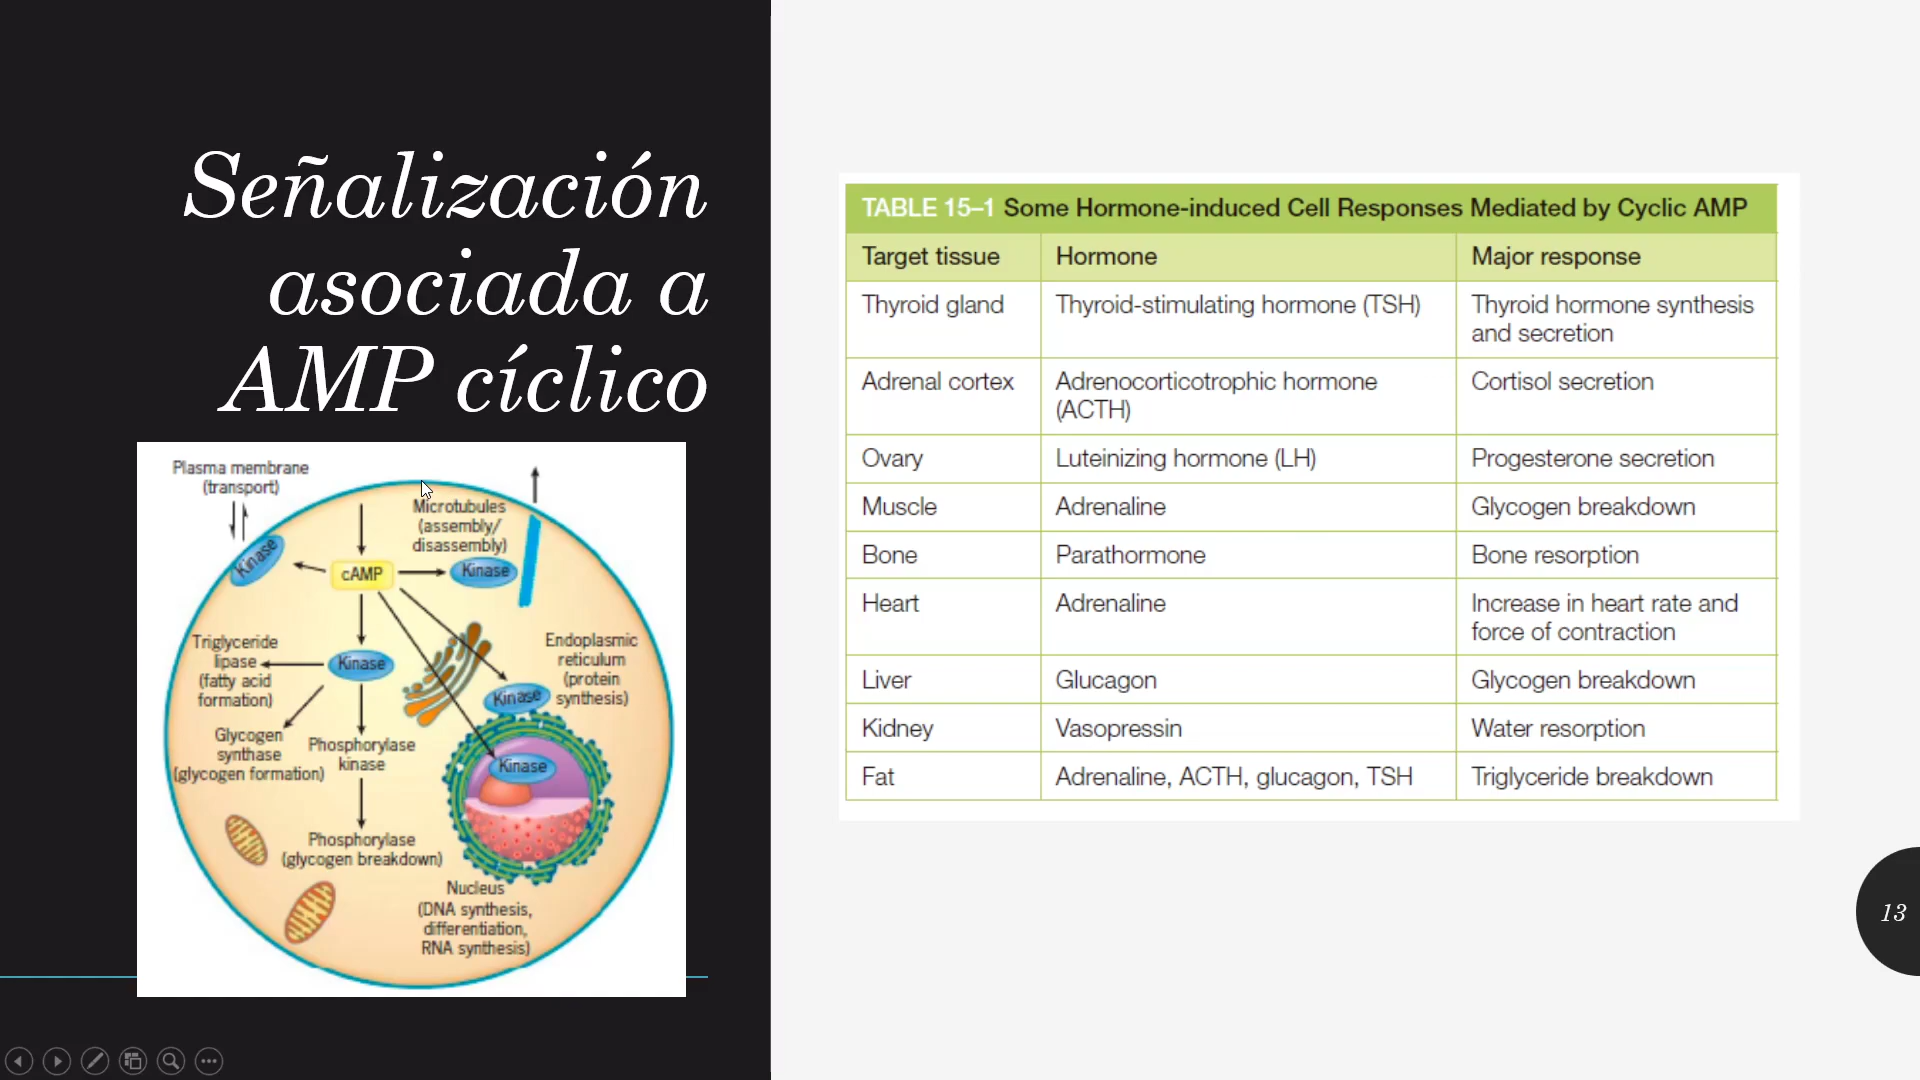 Señalización
asociada a
AMP cíclico
Plasma membrane
(transport)
Microtubules
(assembly/
disassembly)
Kinase
cAMP
Kinase
Triglyceride
lipase
(fatty acid
formation)
Kinase
Endoplasmic
reticulum
(protein
synthesis)
Kinase
Glycogen
synthase
(glycogen formation)
Phosphorylase
kinase
Kinase
Phosphorylase
(glycogen breakdown)
Nucleus
(DNA synthesis,
differentiation,
RNA synthesis)
TABLE 15–1 Some Hormone-induced Cell Responses Mediated by Cyclic AMP
Target tissue Hormone Major response
Thyroid gland Thyroid-stimulating hormone (TSH) Thyroid hormone synthesis
and secretion
Adrenal cortex Adrenocorticotrophic hormone Cortisol secretion
(ACTH)
Ovary Luteinizing hormone (LH) Progesterone secretion
Muscle Adrenaline Glycogen breakdown
Bone Parathormone Bone resorption
Heart Adrenaline Increase in heart rate and
force of contraction
Liver Glucagon Glycogen breakdown
Kidney Vasopressin Water resorption
Fat Adrenaline, ACTH, glucagon, TSH Triglyceride breakdown
13